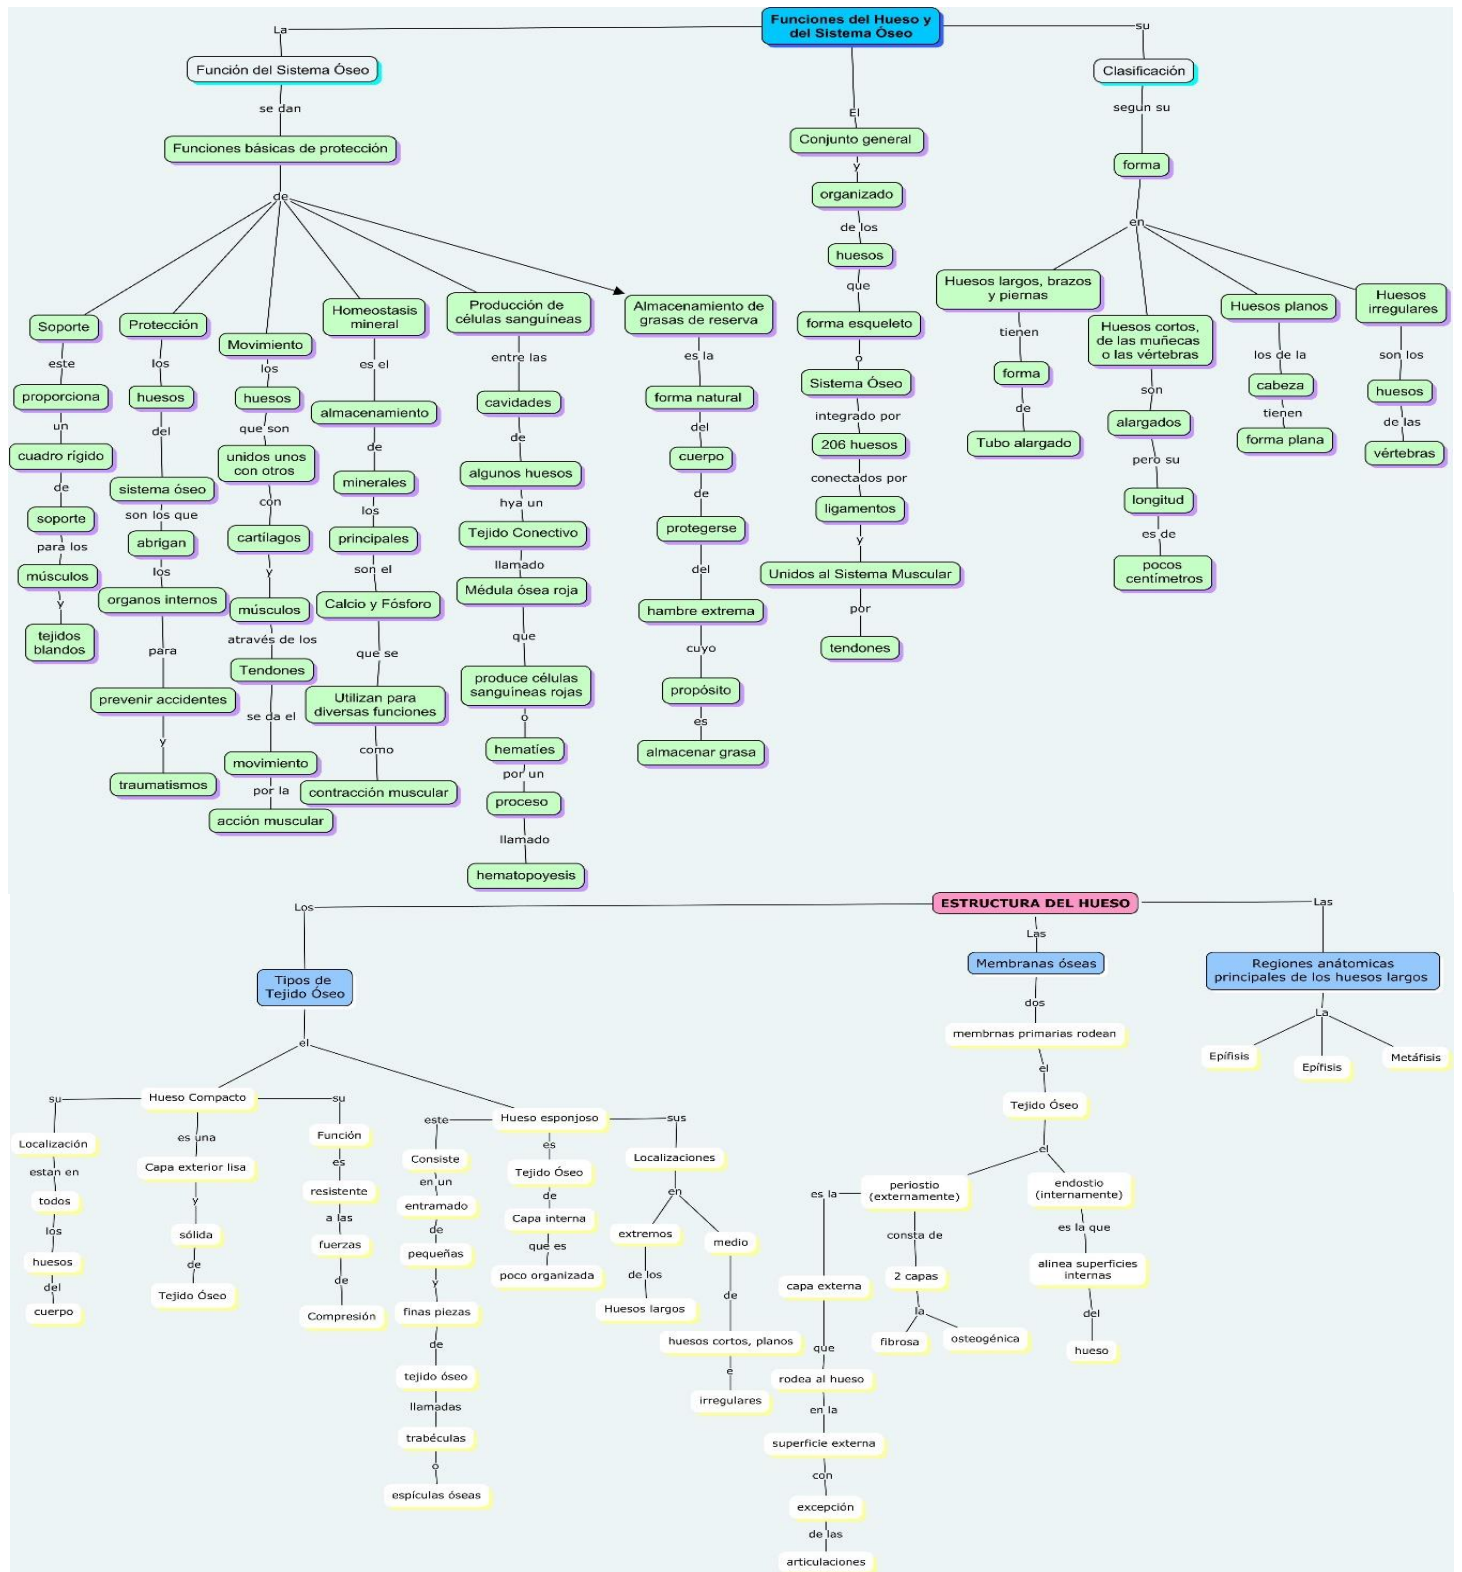 Funciones del Hueso y
del Sistema Óseo
La
Función del Sistema Óseo
se dan
Funciones básicas de protección
de
Soporte
este
proporciona
un
cuadro rígido
de
soporte
para los
músculos
y
tejidos
blandos
Protección
los
huesos
del
sistema óseo
son los que
abrigan
los
organos internos
para
prevenir accidentes
y
traumatismos
Movimiento
los
huesos
que son
unidos unos
con otros
con
cartílagos
y
músculos
através de los
Tendones
se da el
movimiento
por la
acción muscular
Homeostasis
mineral
es el
almacenamiento
de
minerales
los
principales
son el
Calcio y Fósforo
que se
Utilizan para
diversas funciones
como
contracción muscular
Producción de
células sanguíneas
entre las
cavidades
de
algunos huesos
hya un
Tejido Conectivo
llamado
Médula ósea roja
que
produce células
sanguíneas rojas
o
hematíes
por un
proceso
llamado
hematopoyesis
Almacenamiento de
grasas de reserva
es la
forma natural
del
cuerpo
de
protegerse
del
hambre extrema
cuyo
propósito
es
almacenar grasa
El
Conjunto general
y
organizado
de los
huesos
que
forma esqueleto
o
Sistema Óseo
integrado por
206 huesos
conectados por
ligamentos
y
Unidos al Sistema Muscular
por
tendones
su
Clasificación
segun su
forma
en
Huesos largos, brazos
y piernas
tienen
forma
de
Tubo alargado
Huesos cortos,
de las muñecas
o las vértebras
son
alargados
pero su
longitud
es de
pocos
centímetros
Huesos planos
los de la
cabeza
tienen
forma plana
Huesos
irregulares
son los
huesos
de las
vértebras
ESTRUCTURA DEL HUESO
Los
Tipos de
Tejido Óseo
el
Hueso Compacto
su
Localización
estan en
todos
los
huesos
del
cuerpo
es una
Capa exterior lisa
y
sólida
de
Tejido Óseo
su
Función
es
resistente
a las
fuerzas
de
Compresión
Hueso esponjoso
este
Consiste
en un
entramado
de
pequeñas
y
finas piezas
de
tejido óseo
llamadas
trabéculas
o
espículas óseas
es
Tejido Óseo
de
Capa interna
que es
poco organizada
sus
Localizaciones
en
extremos
de los
Huesos largos
medio
de
huesos cortos, planos
e
irregulares
Las
Membranas óseas
dos
membrnas primarias rodean
el
Tejido Óseo
el
periostio
(externamente)
es la
capa externa
que
rodea al hueso
en la
superficie externa
con
excepción
de las
articulaciones
consta de
2 capas
la
fibrosa
osteogénica
endostio
(internamente)
es la que
alinea superficies
internas
del
hueso
Las
Regiones anátomicas
principales de los huesos largos
La
Epífisis
Epífisis
Metáfisis